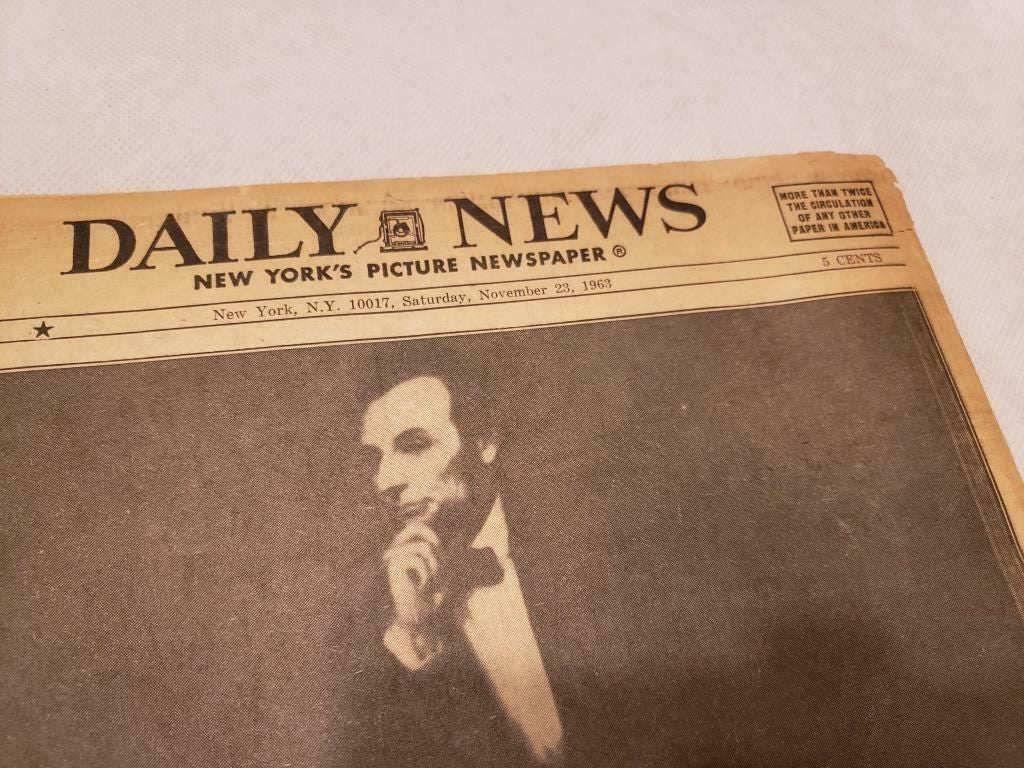 DAILY NEWS
NEW YORK'S PICTURE NEWSPAPER ®
MORE THAN TWICE
THE CIRCULATION
OF ANY OTHER
PAPER IN AMERICA
★ New York, N.Y. 10017, Saturday, November 23, 1963
5 CENTS